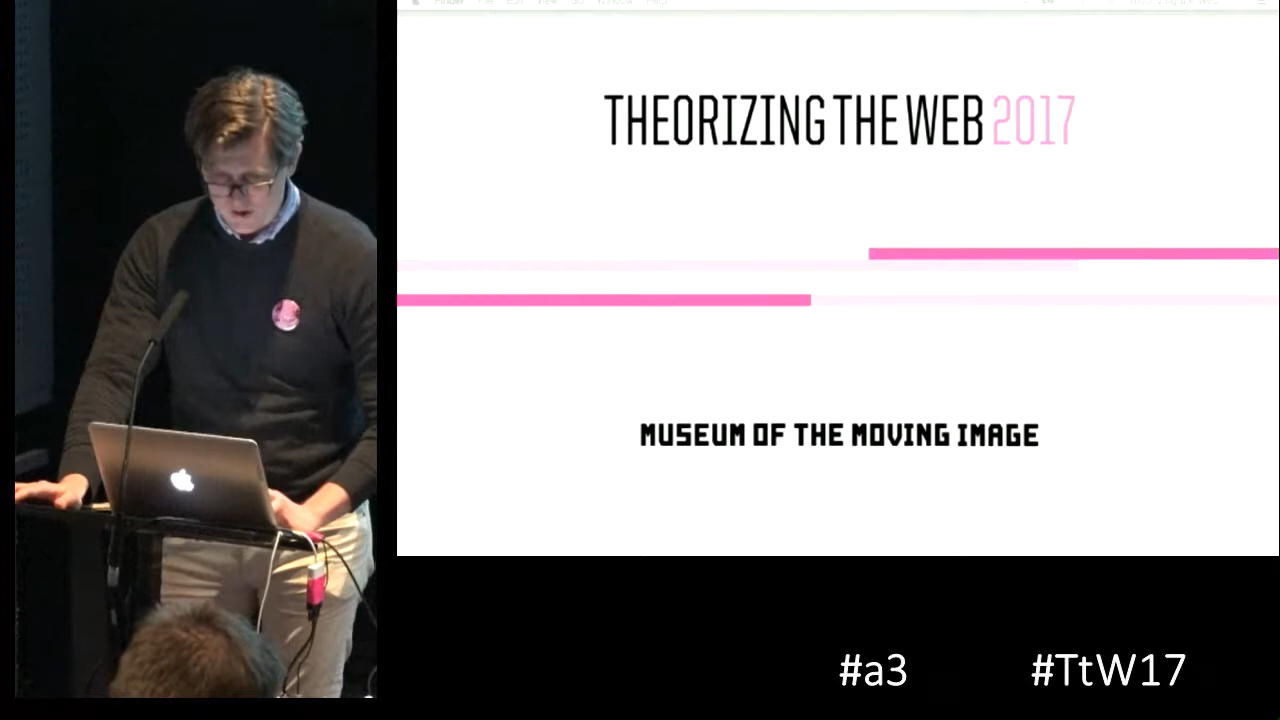 THEORIZING THE WEB 2017
MUSEUM OF THE MOVING IMAGE
#a3 #TtW17